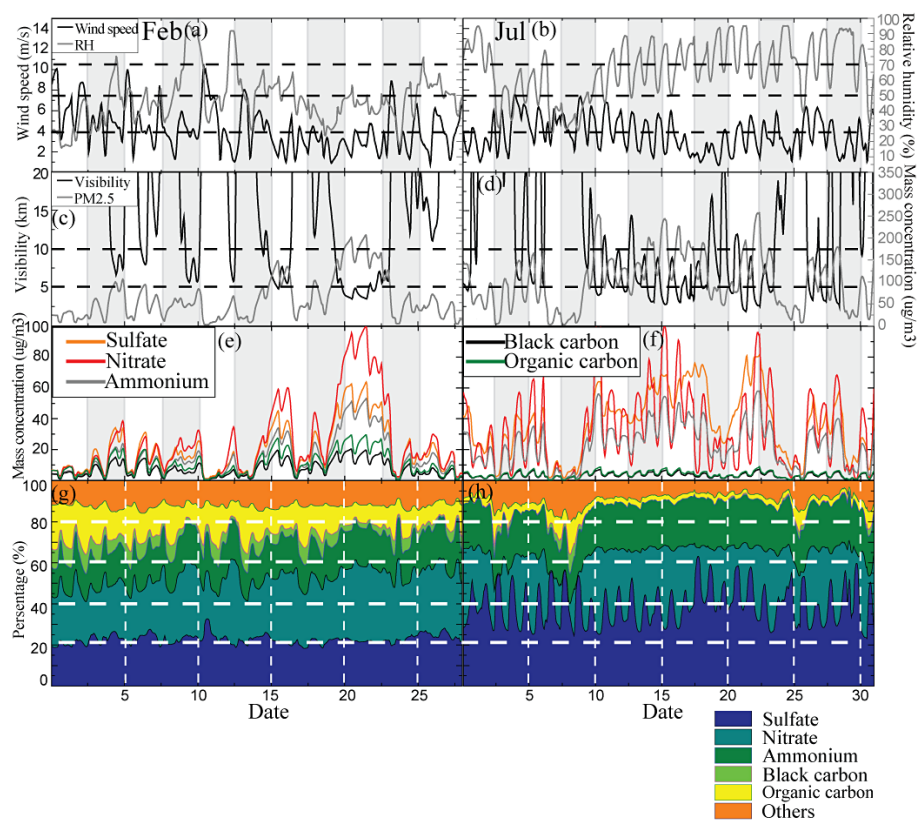 Wind speed
RH
Feb (a)
Jul (b)
Wind speed (m/s)
14
12
10
8
6
4
2
100
90
80
70
60
50
40
30
20
10
Relative humidity (%)
Visibility
PM2.5
(c)
(d)
Visibility (km)
20
15
10
5
350
300
250
200
150
100
50
0
Mass concentration (ug/m3)
Sulfate
Nitrate
Ammonium
(e)
Black carbon
Organic carbon
(f)
Mass concentration (ug/m3)
100
80
60
40
20
(g)
(h)
Persentage (%)
100
80
60
40
20
0
5 10 15 20 25
5 10 15 20 25 30
Date
Date
Sulfate
Nitrate
Ammonium
Black carbon
Organic carbon
Others